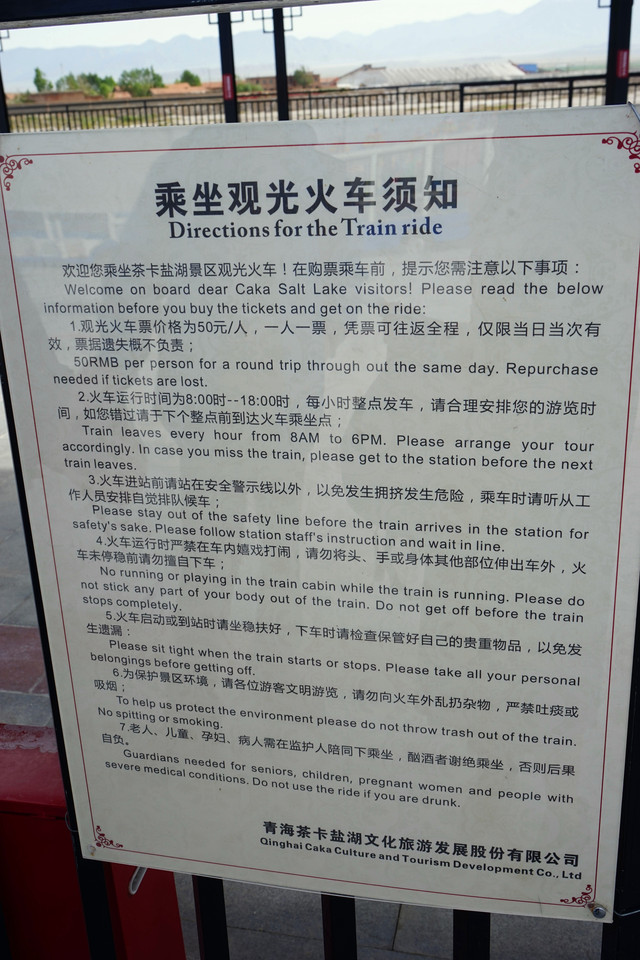 乘坐观光火车须知
Directions for the Train ride
欢迎您乘坐茶卡盐湖景区观光火车！在购票乘车前，提示您需注意以下事项：
Welcome on board dear Caka Salt Lake visitors! Please read the below
information before you buy the tickets and get on the ride:
1.观光火车票价格为50元/人，一人一票，凭票可往返全程，仅限当日当次有
效，票据遗失概不负责；
50RMB per person for a round trip through out the same day. Repurchase
needed if tickets are lost.
2.火车运行时间为8:00时--18:00时，每小时整点发车，请合理安排您的游览时
间，如您错过请于下个整点前到达火车乘坐点；
Train leaves every hour from 8AM to 6PM. Please arrange your tour
accordingly. In case you miss the train, please get to the station before the next
train leaves.
3.火车进站前请站在安全警示线以外，以免发生拥挤发生危险，乘车时请听从工
作人员安排自觉排队候车；
Please stay out of the safety line before the train arrives in the station for
safety's sake. Please follow station staff's instruction and wait in line.
4.火车运行时严禁在车内嬉戏打闹，请勿将头、手或身体其他部位伸出车外，火
车未停稳前请勿擅自下车；
No running or playing in the train cabin while the train is running. Please do
not stick any part of your body out of the train. Do not get off before the train
stops completely.
5.火车启动或到站时请坐稳扶好，下车时请检查保管好自己的贵重物品，以免发
生遗漏：
Please sit tight when the train starts or stops. Please take all your personal
belongings before getting off.
6.为保护景区环境，请各位游客文明游览，请勿向火车外乱扔杂物，严禁吐痰或
吸烟；
To help us protect the environment please do not throw trash out of the train.
No spitting or smoking.
7.老人、儿童、孕妇、病人需在监护人陪同下乘坐，酗酒者谢绝乘坐，否则后果
自负。
Guardians needed for seniors, children, pregnant women and people with
severe medical conditions. Do not use the ride if you are drunk.
青海茶卡盐湖文化旅游发展股份有限公司
Qinghai Caka Culture and Tourism Development Co., Ltd